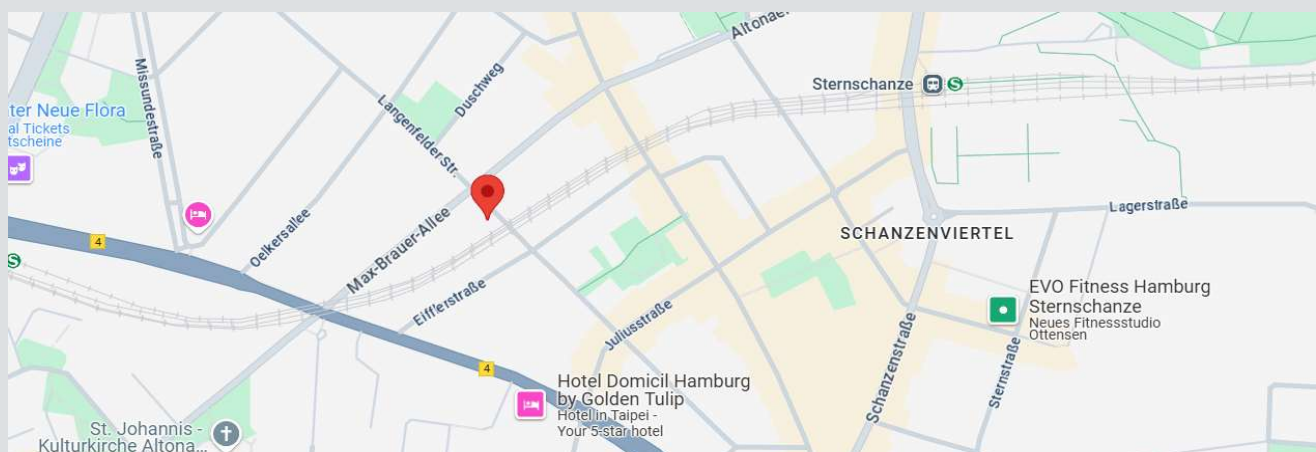 Altonaer
Missundestraße
Duschweg
Sternschanze
S
ter Neue Flora
al Tickets
tscheine
Langenfelder Str.
Oelkersallee
Max-Brauer-Allee
Lagerstraße
SCHANZENVIERTEL
4
S
Eifflerstraße
Juliusstraße
EVO Fitness Hamburg
Sternschanze
Neues Fitnessstudio
Ottensen
Schanzenstraße
Sternstraße
4
Hotel Domicil Hamburg
by Golden Tulip
Hotel in Taipei -
Your 5-star hotel
St. Johannis -
Kulturkirche Altona...